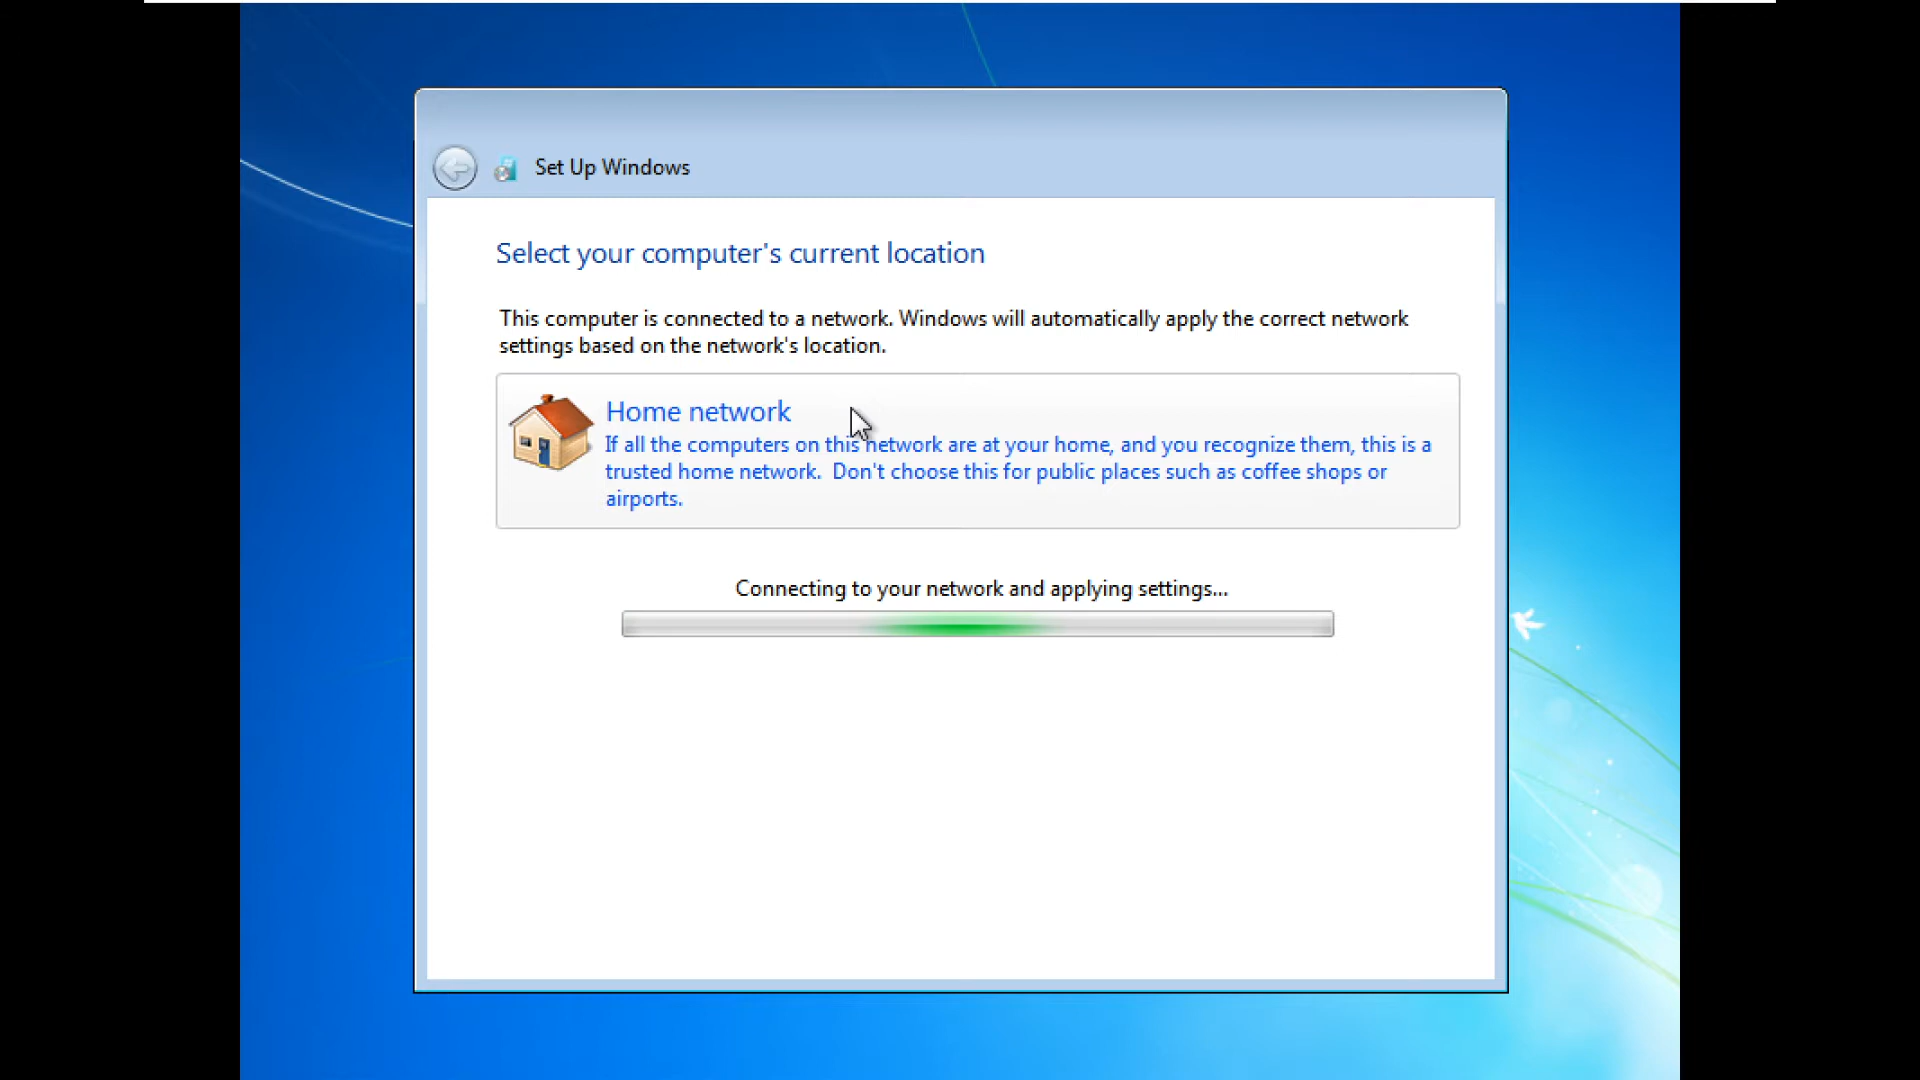 Set Up Windows
Select your computer's current location
This computer is connected to a network. Windows will automatically apply the correct network
settings based on the network's location.
Home network
If all the computers on this network are at your home, and you recognize them, this is a
trusted home network.  Don't choose this for public places such as coffee shops or
airports.
Connecting to your network and applying settings...